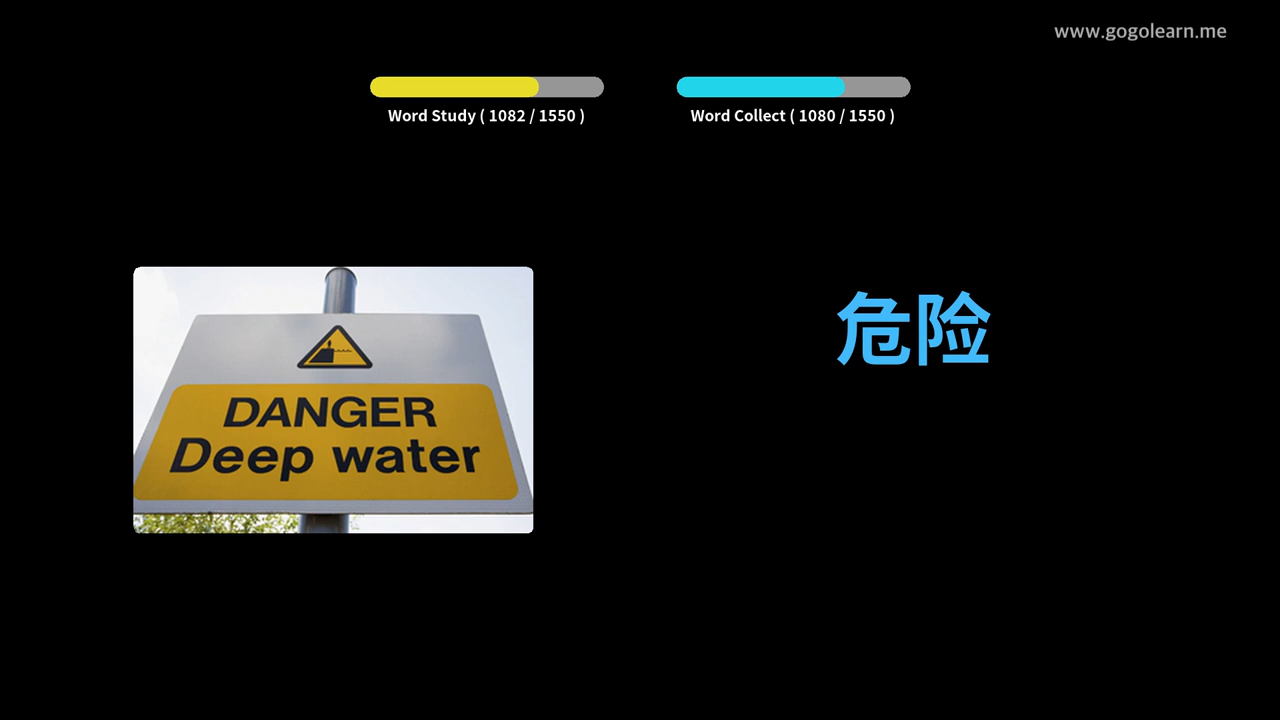 www.gogolearn.me
Word Study ( 1082 / 1550 )
Word Collect ( 1080 / 1550 )
危险
DANGER
Deep water